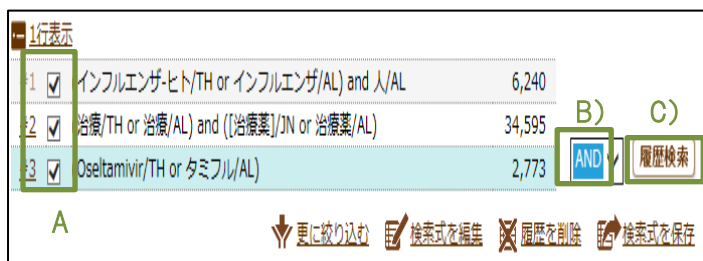 1行表示
#1 (インフルエンザ-ヒト/TH or インフルエンザ/AL) and 人/AL 6,240
#2 (治療/TH or 治療/AL) and ([治療薬]/JN or 治療薬/AL) 34,595
#3 (Oseltamivir/TH or タミフル/AL) 2,773
B) C)
AND 履歴検索
A
更に絞り込む 検索式を編集 履歴を削除 検索式を保存